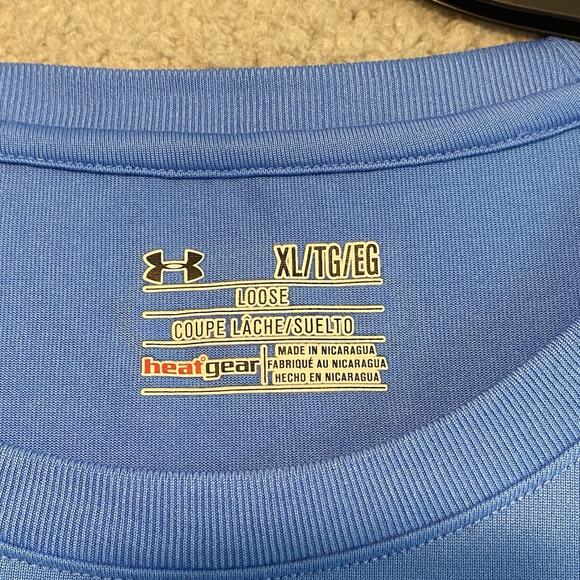 XL/TG/EG
LOOSE
COUPE LÂCHE/SUELTO
heatgear
MADE IN NICARAGUA
FABRIQUÉ AU NICARAGUA
HECHO EN NICARAGUA